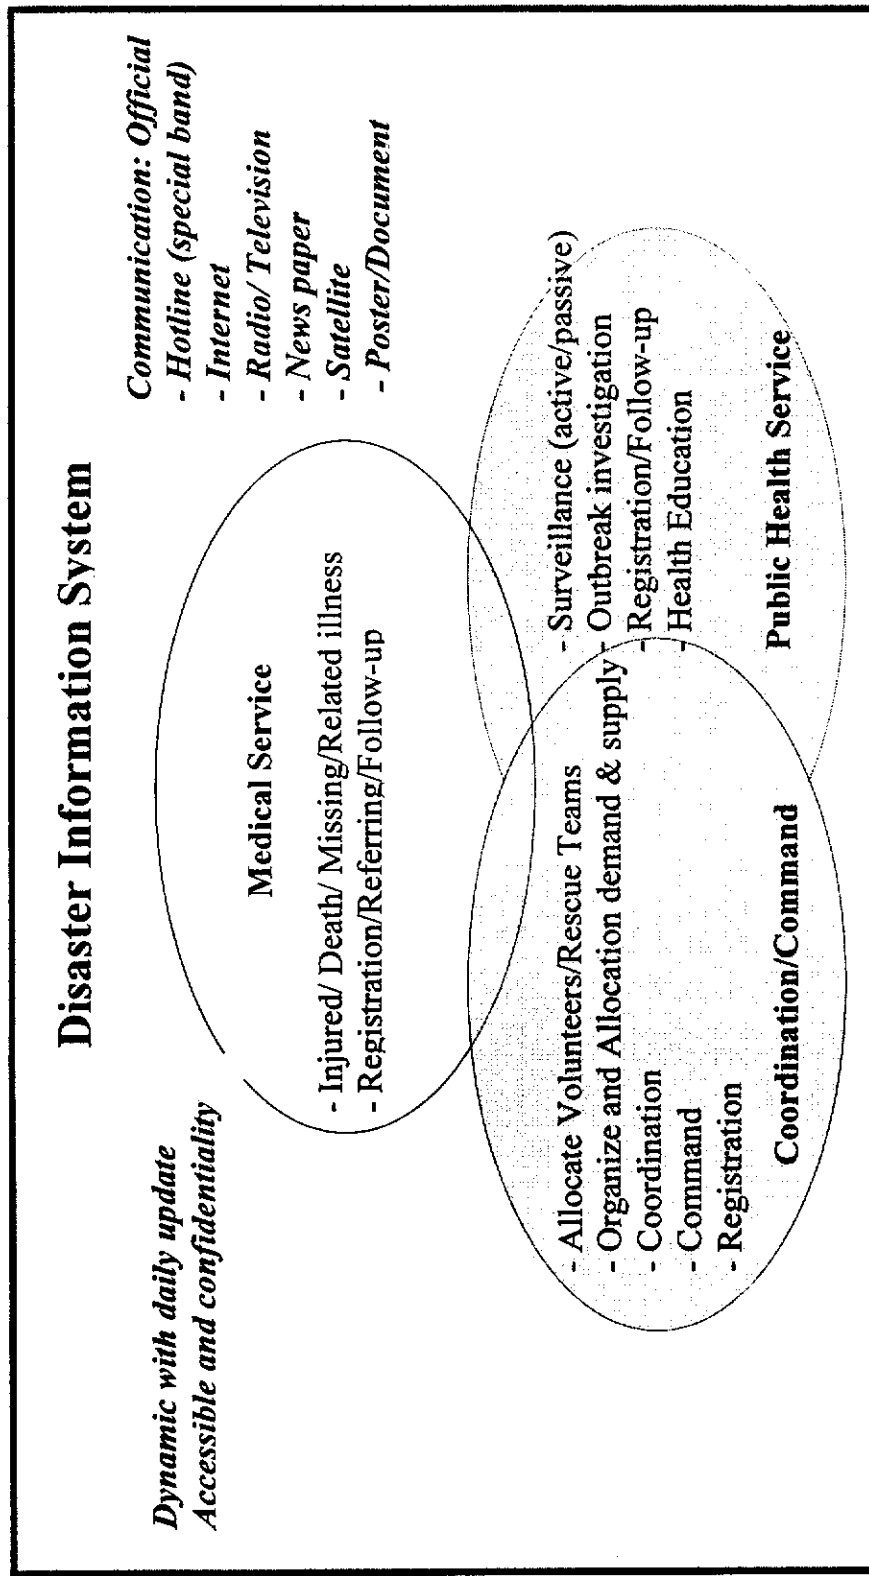 Disaster Information System
Dynamic with daily update
Accessible and confidentiality
Communication: Official
- Hotline (special band)
- Internet
- Radio/ Television
- News paper
- Satellite
- Poster/Document
Medical Service
- Injured/ Death/ Missing/Related illness
- Registration/Referring/Follow-up
- Allocate Volunteers/Rescue Teams
- Organize and Allocation demand & supply
- Coordination
- Command
- Registration
Coordination/Command
- Surveillance (active/passive)
- Outbreak investigation
- Registration/Follow-up
- Health Education
Public Health Service